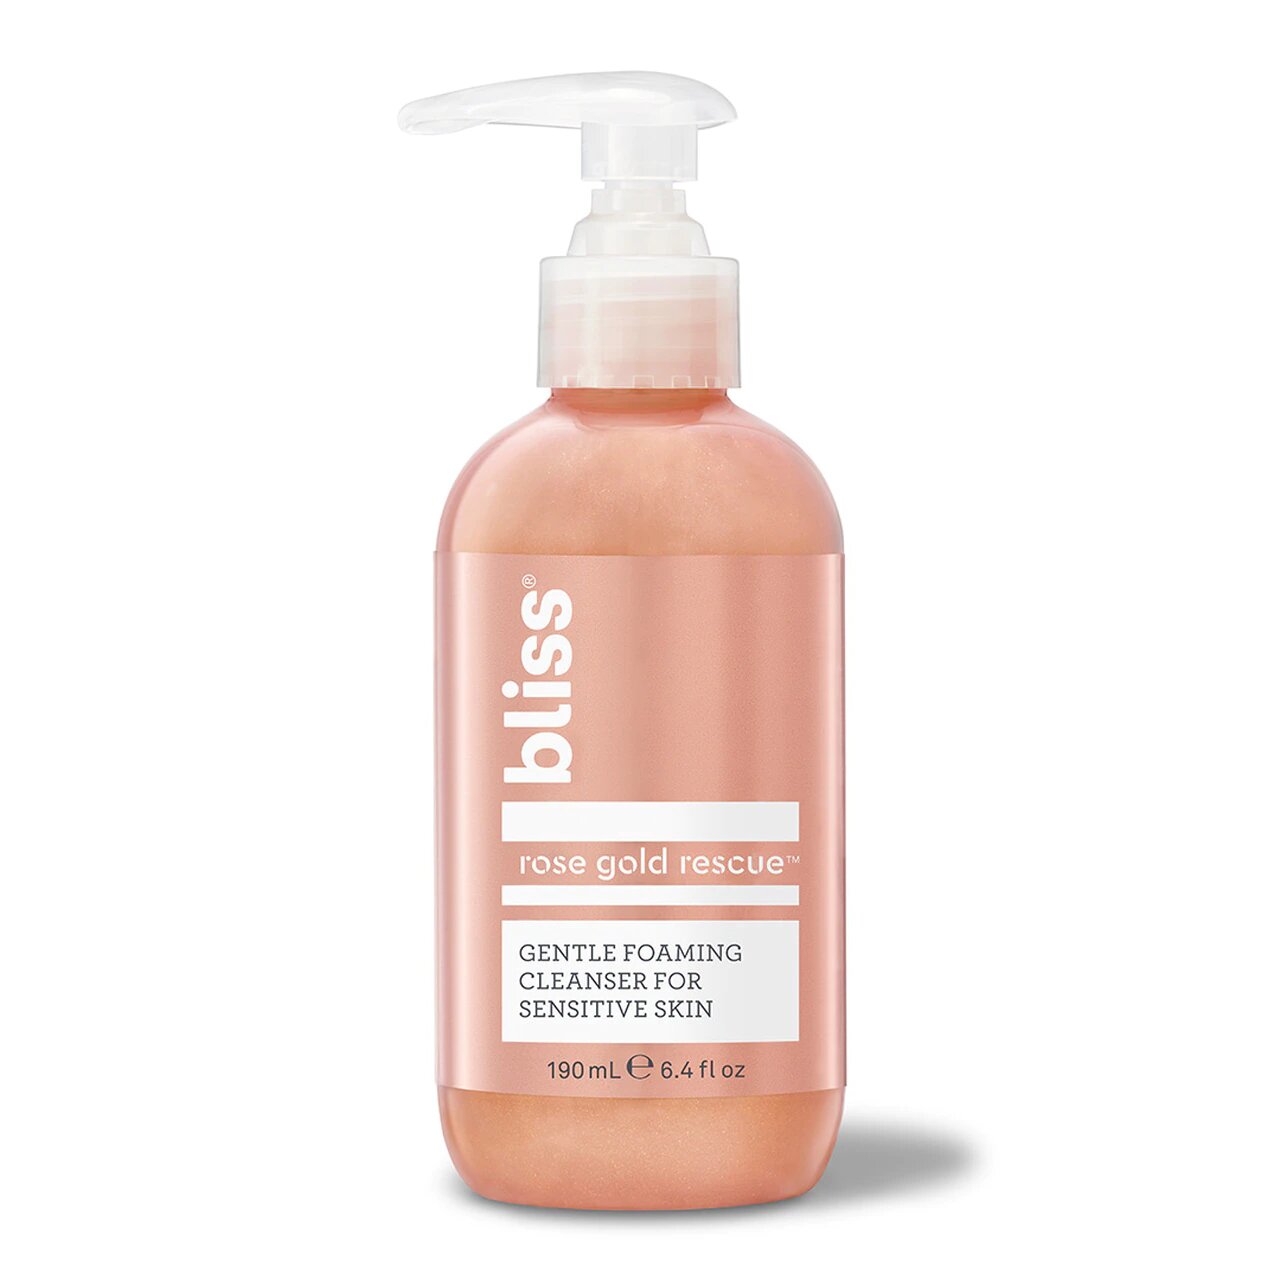 bliss®
rose gold rescue™
GENTLE FOAMING
CLEANSER FOR
SENSITIVE SKIN
190 mL ℮ 6.4 fl oz